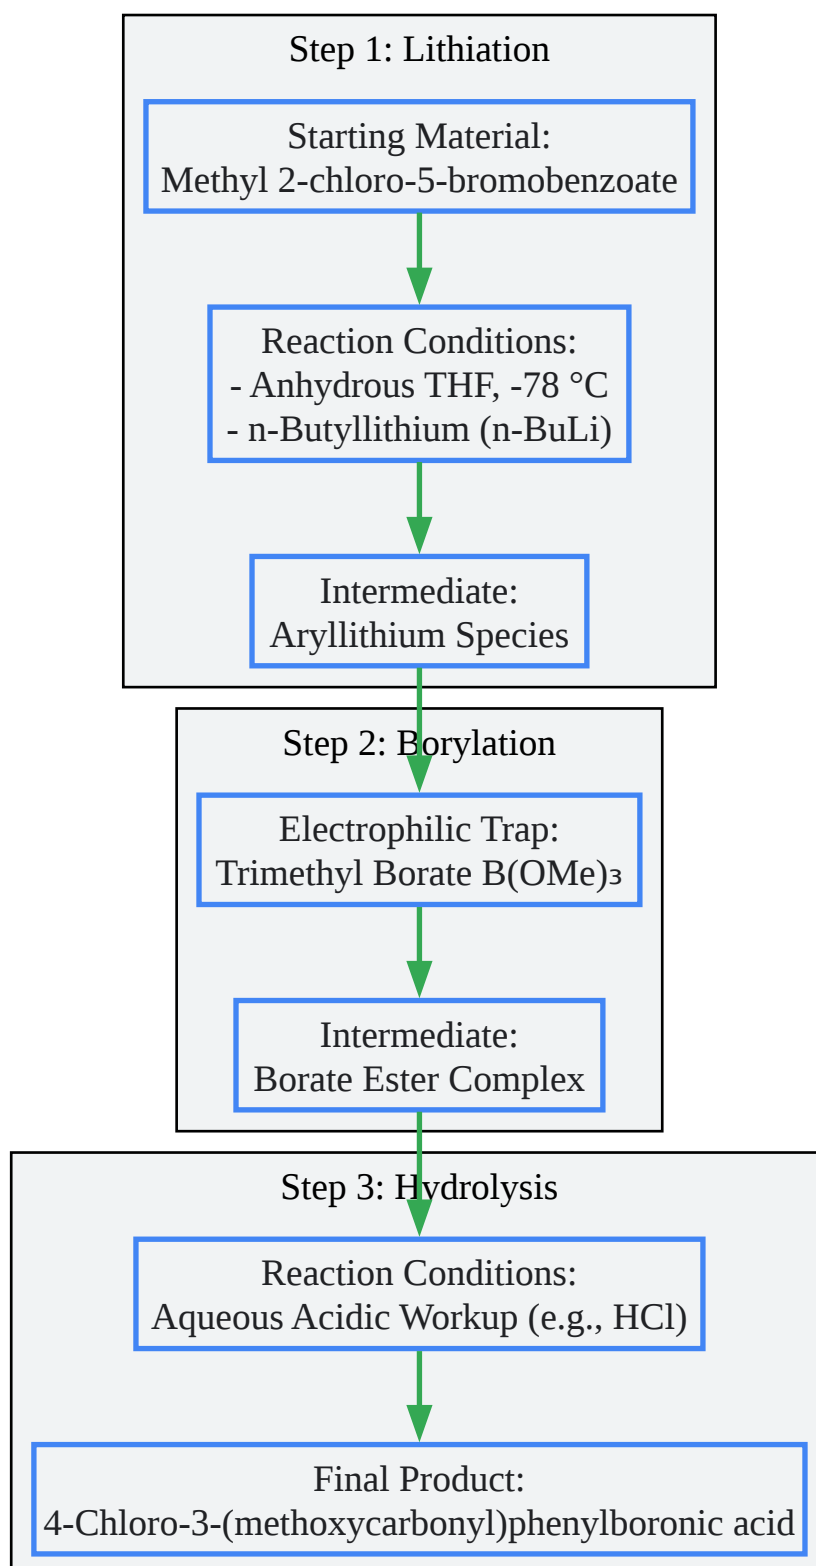 Step 1: Lithiation
Starting Material:
Methyl 2-chloro-5-bromobenzoate
Reaction Conditions:
- Anhydrous THF, -78 °C
- n-Butyllithium (n-BuLi)
Intermediate:
Aryllithium Species
Step 2: Borylation
Electrophilic Trap:
Trimethyl Borate B(OMe)₃
Intermediate:
Borate Ester Complex
Step 3: Hydrolysis
Reaction Conditions:
Aqueous Acidic Workup (e.g., HCl)
Final Product:
4-Chloro-3-(methoxycarbonyl)phenylboronic acid